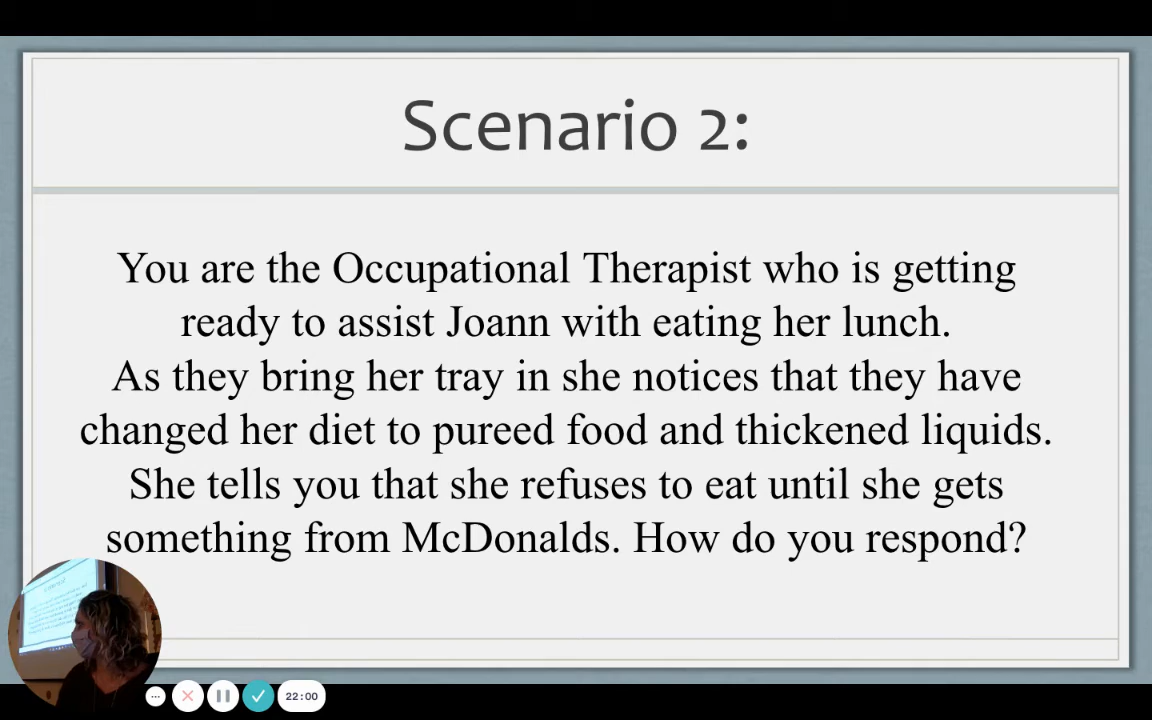 Scenario 2:
You are the Occupational Therapist who is getting
ready to assist Joann with eating her lunch.
As they bring her tray in she notices that they have
changed her diet to pureed food and thickened liquids.
She tells you that she refuses to eat until she gets
something from McDonalds. How do you respond?
22:00